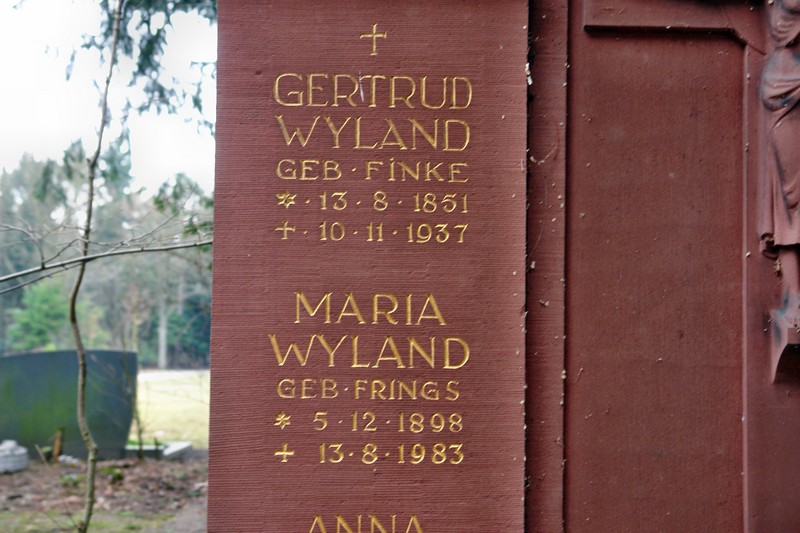 GERTRUD
WYLAND
GEB · FINKE
* · 13 · 8 · 1851
+ · 10 · 11 · 1937
MARIA
WYLAND
GEB · FRINGS
* 5 · 12 · 1898
+ 13 · 8 · 1983
ANNA